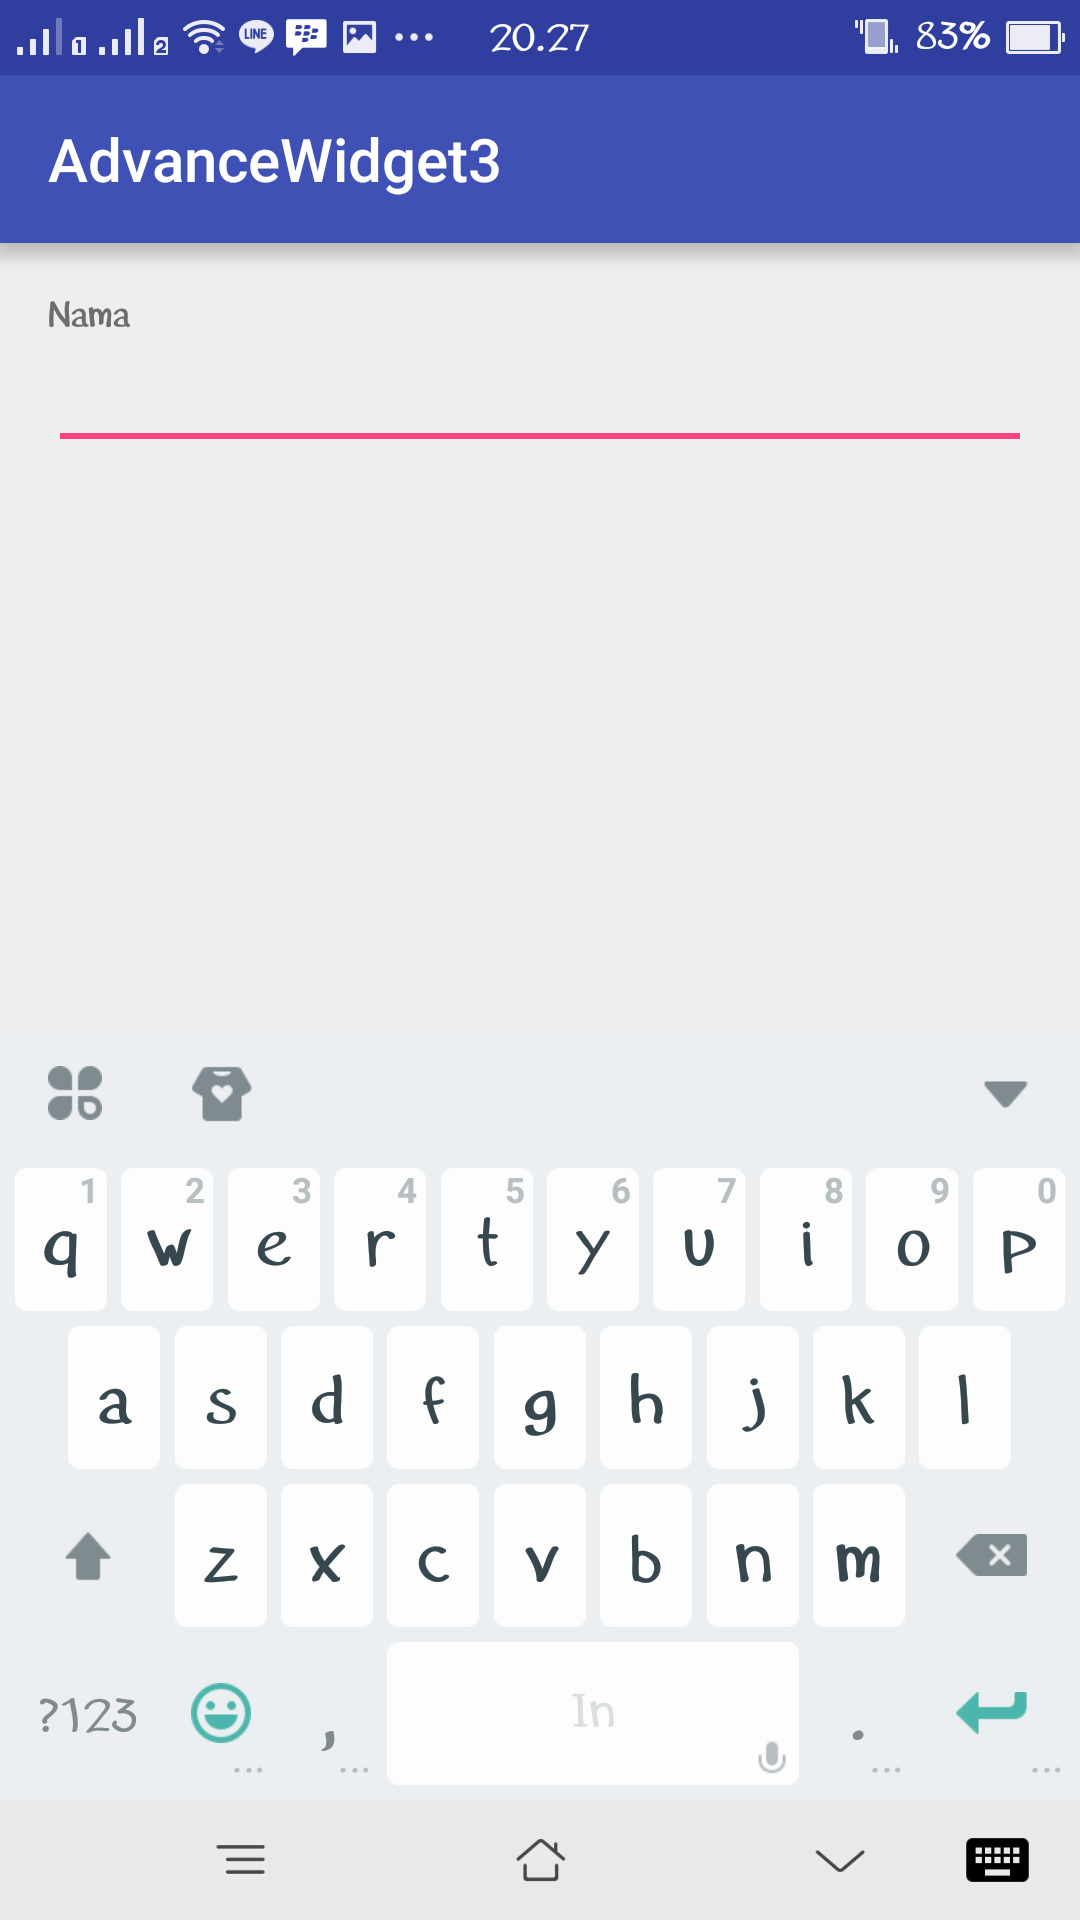 1 2 LINE 20.27 83%
AdvanceWidget3
Nama
1 2 3 4 5 6 7 8 9 0
q w e r t y u i o p
a s d f g h j k l
z x c v b n m
?123 , In .